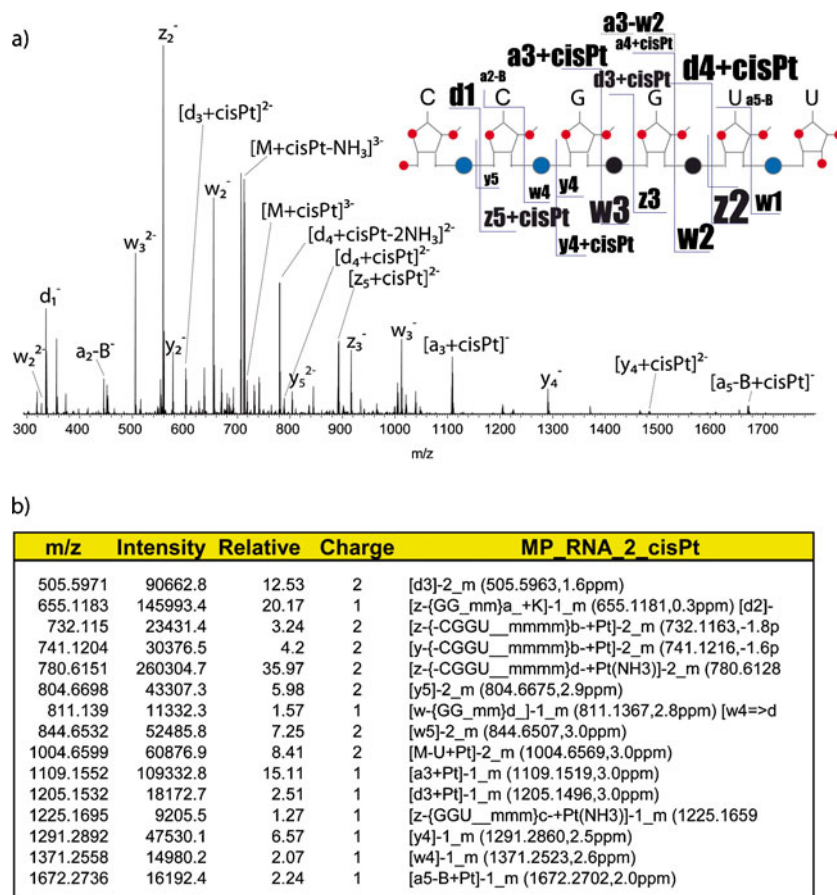 a)
z2-
[d3+cisPt]2-
[M+cisPt-NH3]3-
w2-
[M+cisPt]3-
w3 2-
[d4+cisPt-2NH3]2-
[d4+cisPt]2-
[z5+cisPt]2-
d1-
w2 2-
a2-B-
y2-
y5 2-
z3-
w3-
[a3+cisPt]-
y4-
[y4+cisPt]2-
[a5-B+cisPt]-
300 400 500 600 700 800 900 1000 1100 1200 1300 1400 1500 1600 1700
m/z
a3-w2
a4+cisPt
a3+cisPt
d4+cisPt
d3+cisPt
a2-B
d1
a5-B
C C G G U U
y5
w4
y4
z5+cisPt
y4+cisPt
w3
z3
w2
z2
w1
b)
m/z Intensity Relative Charge MP_RNA_2_cisPt
505.5971 90662.8 12.53 2 [d3]-2_m (505.5963,1.6ppm)
655.1183 145993.4 20.17 1 [z-{GG_mm}a_+K]-1_m (655.1181,0.3ppm) [d2]-
732.115 23431.4 3.24 2 [z-{-CGGU__mmmm}b-+Pt]-2_m (732.1163,-1.8p
741.1204 30376.5 4.2 2 [y-{-CGGU__mmmm}b-+Pt]-2_m (741.1216,-1.6p
780.6151 260304.7 35.97 2 [z-{-CGGU__mmmm}d-+Pt(NH3)]-2_m (780.6128
804.6698 43307.3 5.98 2 [y5]-2_m (804.6675,2.9ppm)
811.139 11332.3 1.57 1 [w-{GG_mm}d_]-1_m (811.1367,2.8ppm) [w4=>d
844.6532 52485.8 7.25 2 [w5]-2_m (844.6507,3.0ppm)
1004.6599 60876.9 8.41 2 [M-U+Pt]-2_m (1004.6569,3.0ppm)
1109.1552 109332.8 15.11 1 [a3+Pt]-1_m (1109.1519,3.0ppm)
1205.1532 18172.7 2.51 1 [d3+Pt]-1_m (1205.1496,3.0ppm)
1225.1695 9205.5 1.27 1 [z-{GGU__mmm}c-+Pt(NH3)]-1_m (1225.1659
1291.2892 47530.1 6.57 1 [y4]-1_m (1291.2860,2.5ppm)
1371.2558 14980.2 2.07 1 [w4]-1_m (1371.2523,2.6ppm)
1672.2736 16192.4 2.24 1 [a5-B+Pt]-1_m (1672.2702,2.0ppm)